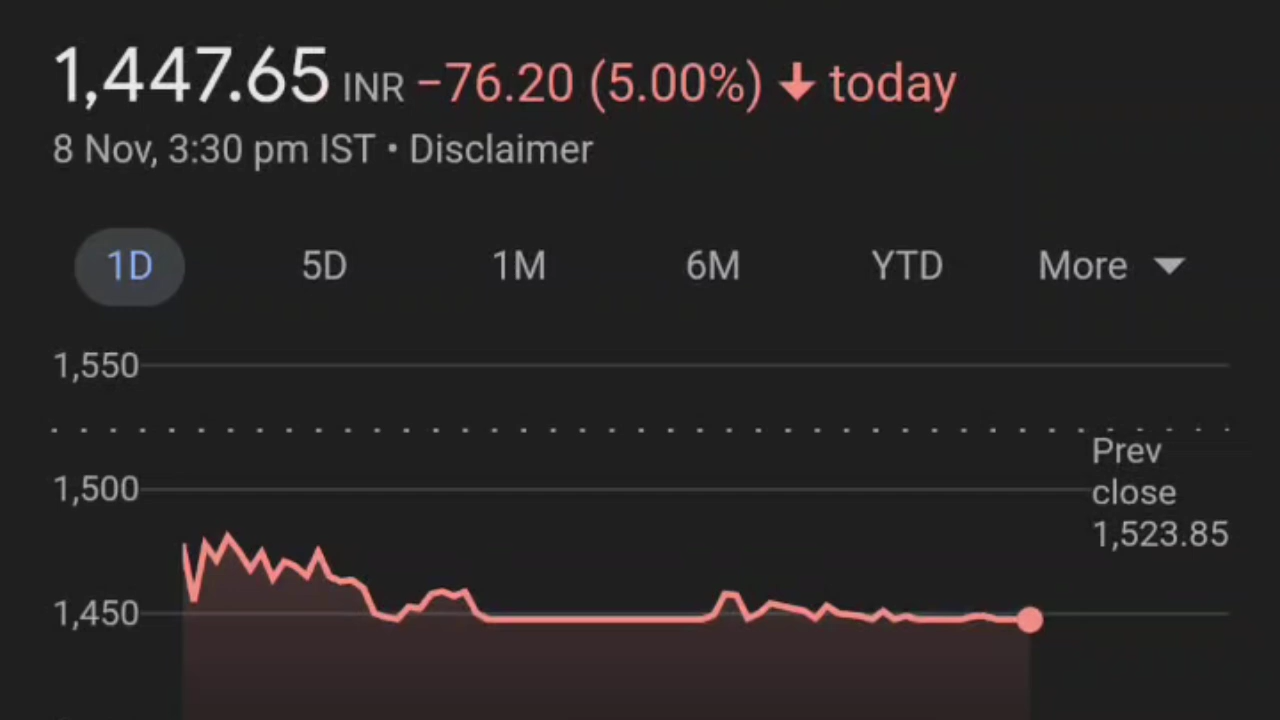 1,447.65 INR −76.20 (5.00%) ↓ today
8 Nov, 3:30 pm IST • Disclaimer
1D 5D 1M 6M YTD More ▼
1,550
Prev
1,500
close
1,523.85
1,450